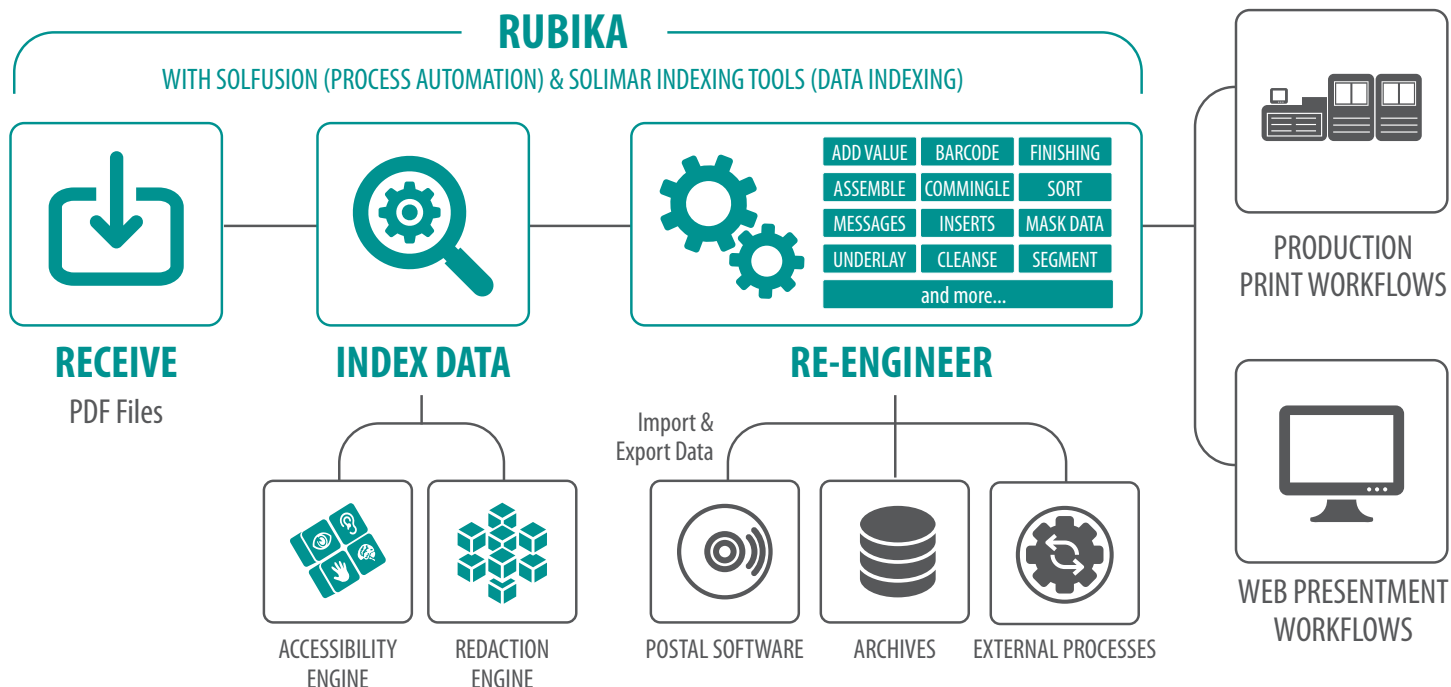 RUBIKA
WITH SOLFUSION (PROCESS AUTOMATION) & SOLIMAR INDEXING TOOLS (DATA INDEXING)
RECEIVE
PDF Files
INDEX DATA
ADD VALUE
BARCODE
FINISHING
ASSEMBLE
COMMINGLE
SORT
MESSAGES
INSERTS
MASK DATA
UNDERLAY
CLEANSE
SEGMENT
and more...
RE-ENGINEER
ACCESSIBILITY
ENGINE
REDACTION
ENGINE
Import &
Export Data
POSTAL SOFTWARE
ARCHIVES
EXTERNAL PROCESSES
PRODUCTION
PRINT WORKFLOWS
WEB PRESENTMENT
WORKFLOWS